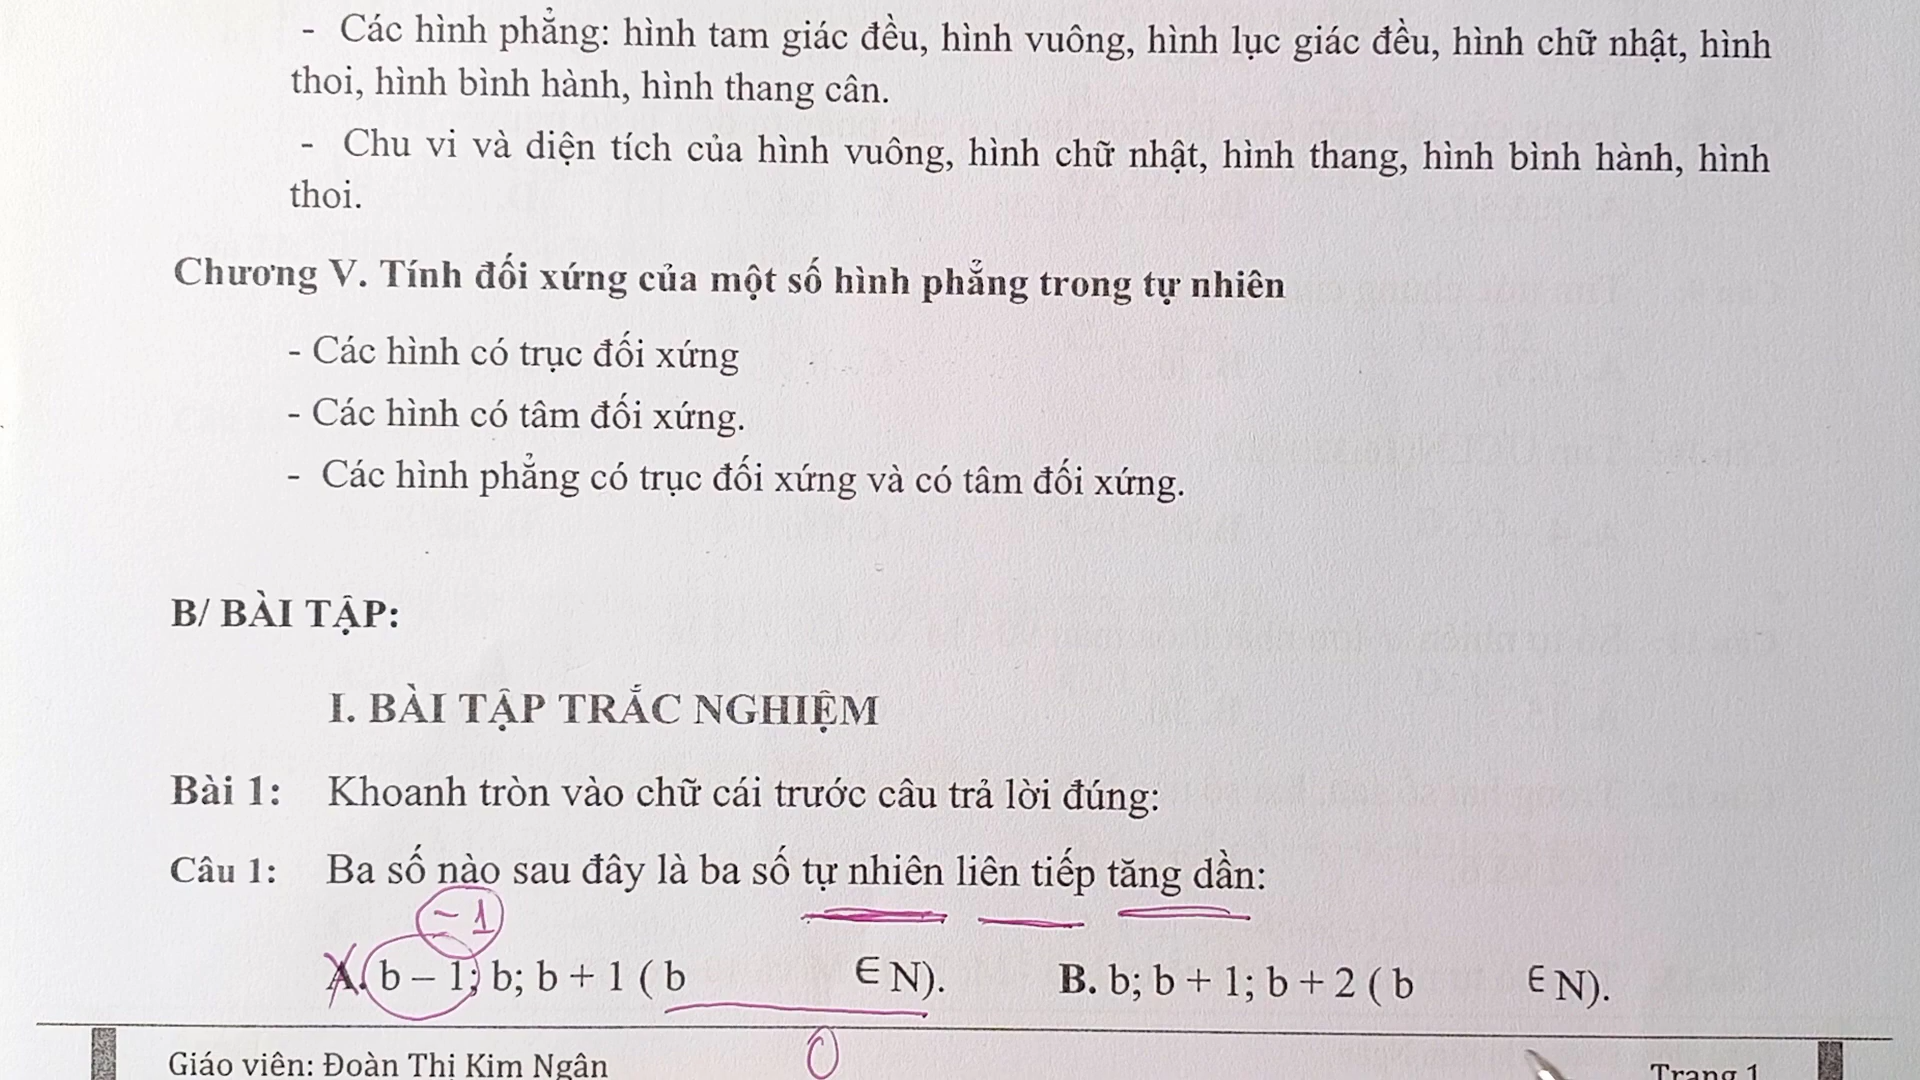 - Các hình phẳng: hình tam giác đều, hình vuông, hình lục giác đều, hình chữ nhật, hình
thoi, hình bình hành, hình thang cân.
- Chu vi và diện tích của hình vuông, hình chữ nhật, hình thang, hình bình hành, hình
thoi.
Chương V. Tính đối xứng của một số hình phẳng trong tự nhiên
- Các hình có trục đối xứng
- Các hình có tâm đối xứng.
- Các hình phẳng có trục đối xứng và có tâm đối xứng.
B/ BÀI TẬP:
I. BÀI TẬP TRẮC NGHIỆM
Bài 1: Khoanh tròn vào chữ cái trước câu trả lời đúng:
Câu 1: Ba số nào sau đây là ba số tự nhiên liên tiếp tăng dần:
-1
A. b – 1; b; b + 1 ( b ∈ N). B. b; b + 1; b + 2 ( b ∈ N).
0
Giáo viên: Đoàn Thị Kim Ngân Trang 1